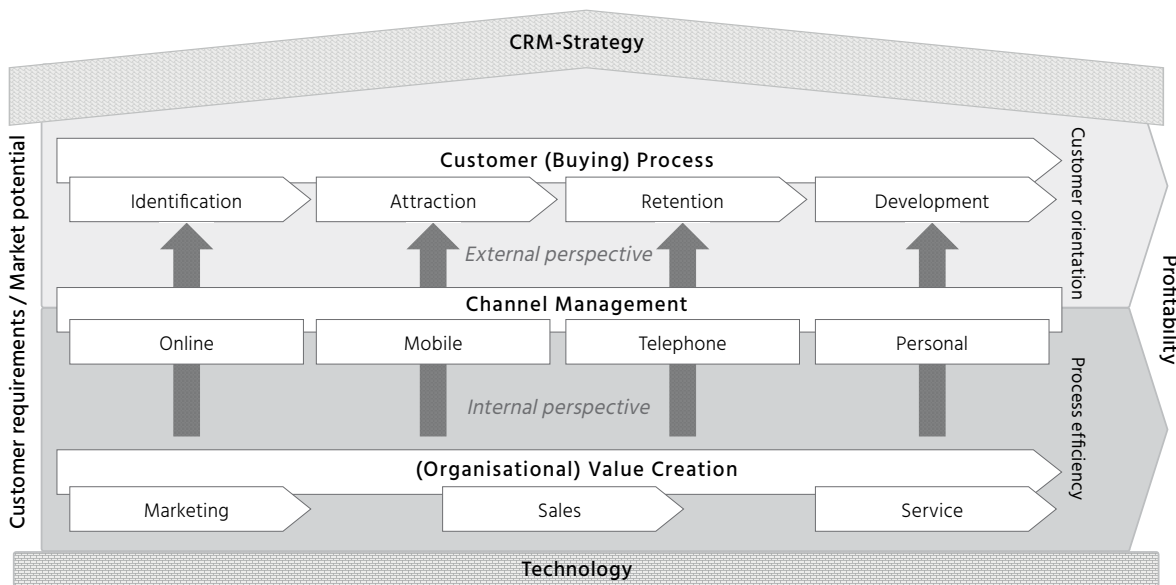 CRM-Strategy
Customer requirements / Market potential
Customer (Buying) Process
Identification
Attraction
Retention
Development
External perspective
Customer orientation
Channel Management
Online
Mobile
Telephone
Personal
Internal perspective
Process efficiency
Profitability
(Organisational) Value Creation
Marketing
Sales
Service
Technology